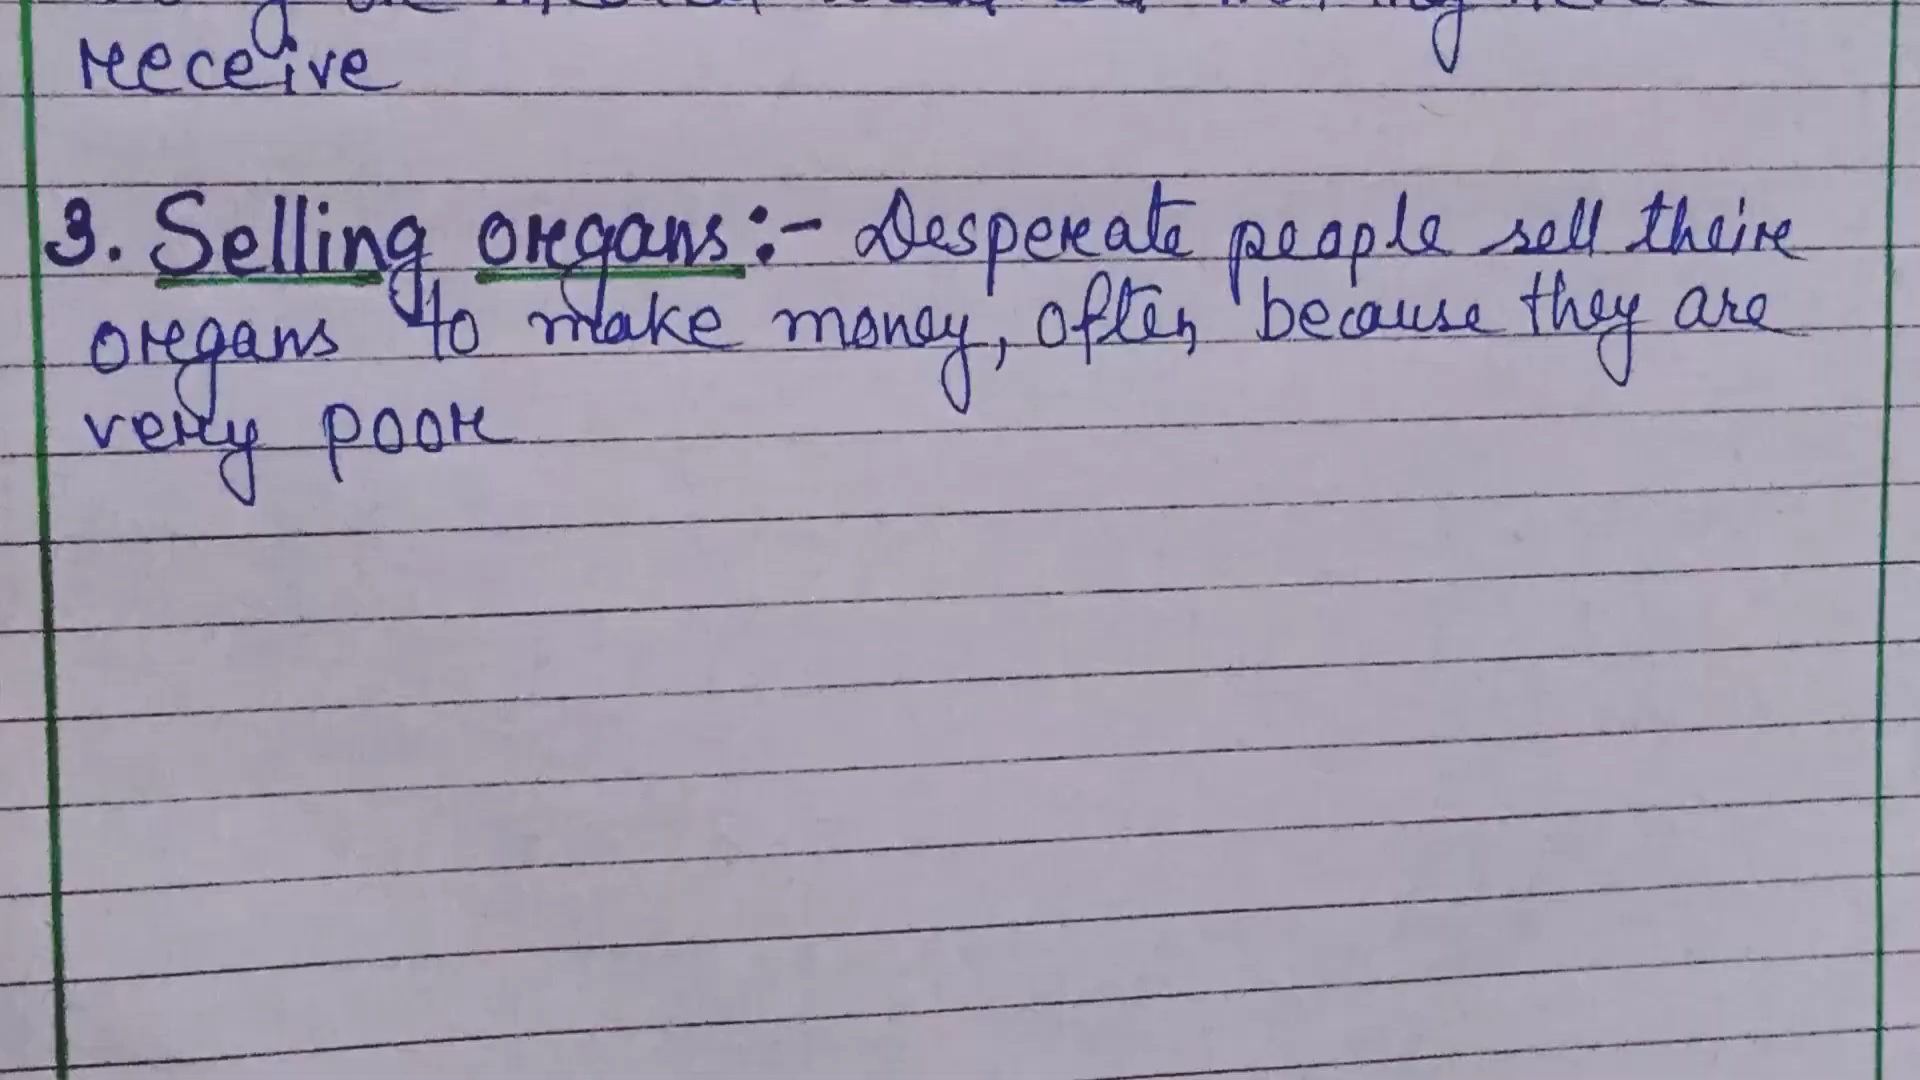 receive
3. Selling organs:- Desperate people sell their
organs to make money, often because they are
very poor